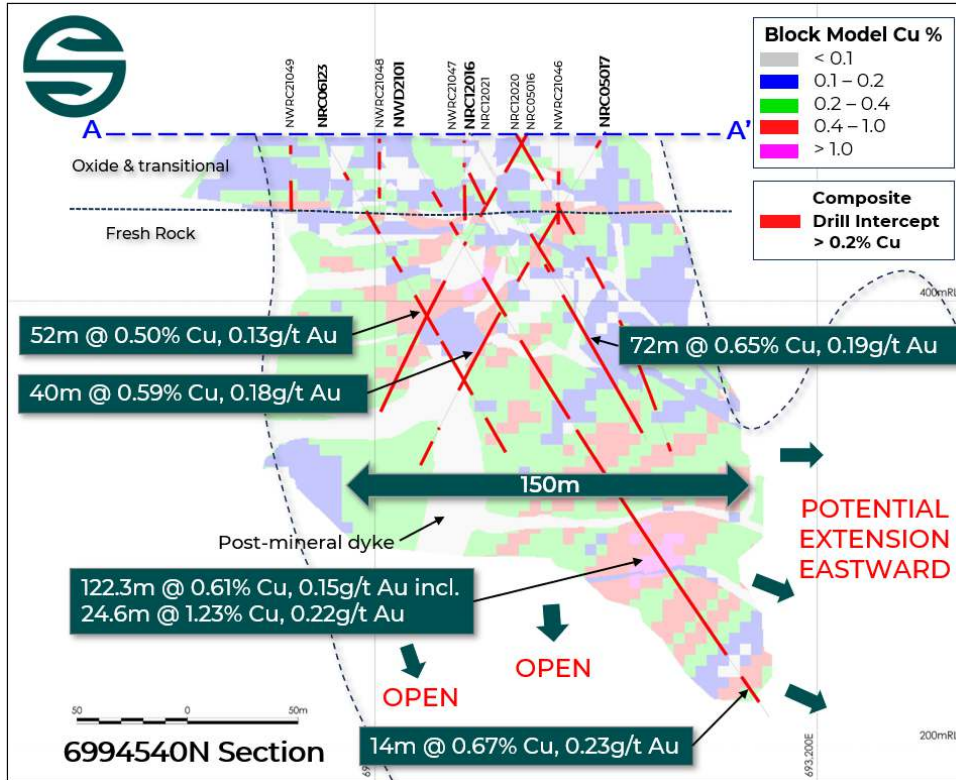 Block Model Cu %
< 0.1
0.1 – 0.2
0.2 – 0.4
0.4 – 1.0
> 1.0
Composite
Drill Intercept
> 0.2% Cu
NWRC21049
NRC06123
NWRC21048
NWD2101
NWRC21047
NRC12016
NRC12021
NRC12020
NRC05016
NWRC21046
NRC05017
A
A'
Oxide & transitional
Fresh Rock
400mRL
52m @ 0.50% Cu, 0.13g/t Au
72m @ 0.65% Cu, 0.19g/t Au
40m @ 0.59% Cu, 0.18g/t Au
150m
POTENTIAL
EXTENSION
EASTWARD
Post-mineral dyke
122.3m @ 0.61% Cu, 0.15g/t Au incl.
24.6m @ 1.23% Cu, 0.22g/t Au
OPEN
OPEN
50 0 50m
6994540N Section
14m @ 0.67% Cu, 0.23g/t Au
200mRL
693,200E